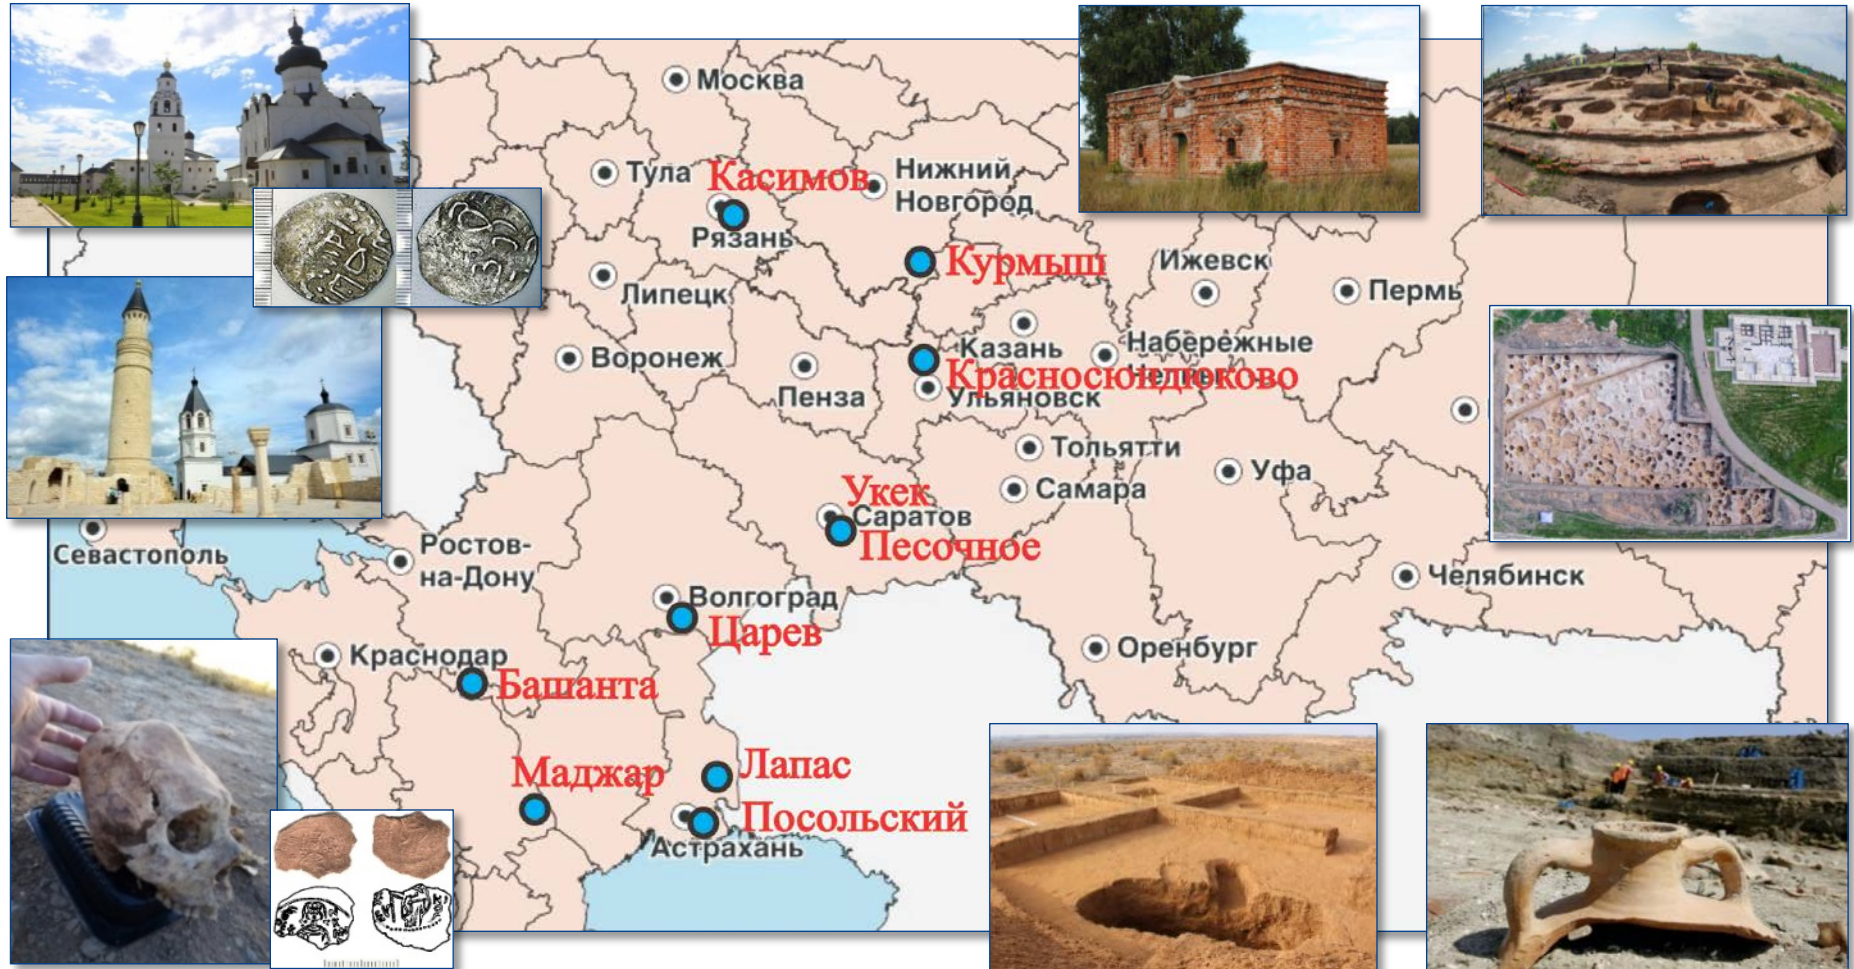 Москва
Тула
Касимов
Нижний
Новгород
Рязань
Курмыш
Ижевск
Липецк
Пермь
Воронеж
Казань
Набережные
Красносюндюково
Пенза
Ульяновск
Тольятти
Уфа
Укек
Самара
Саратов
Севастополь
Ростов-
на-Дону
Песочное
Челябинск
Волгоград
Царев
Краснодар
Оренбург
Башанта
Маджар
Лапас
Посольский
Астрахань